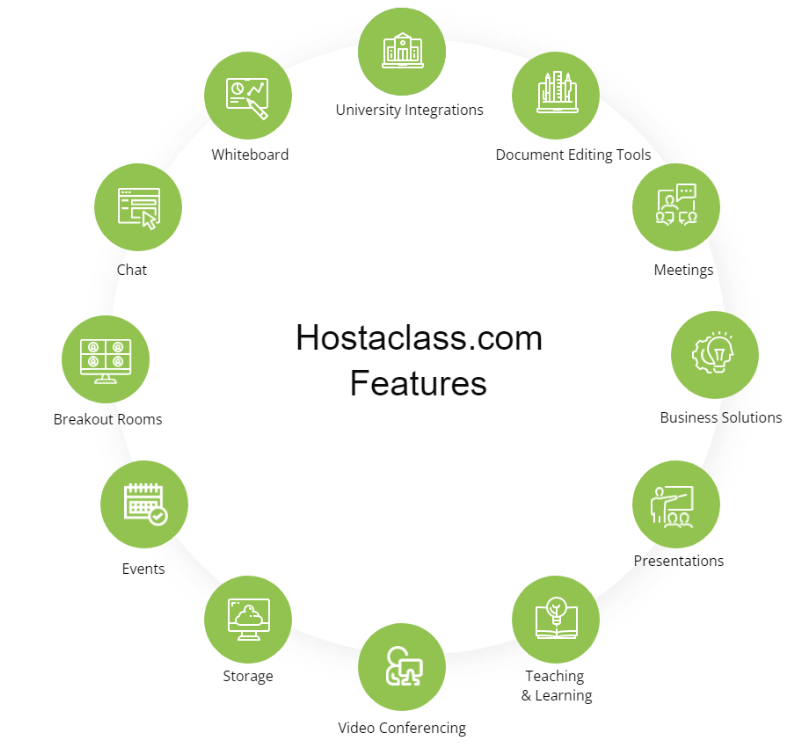 University Integrations
Whiteboard
Document Editing Tools
Chat
Meetings
Hostaclass.com
Features
Breakout Rooms
Business Solutions
Events
Presentations
Storage
Teaching
& Learning
Video Conferencing